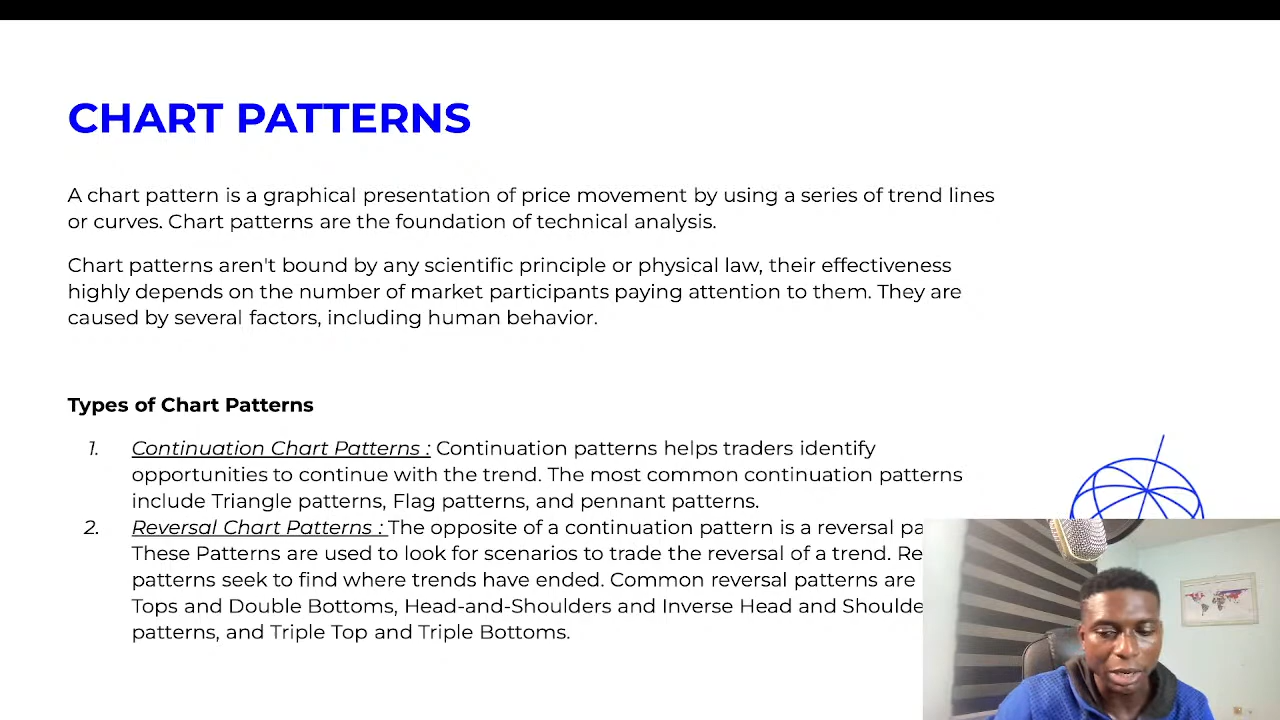 CHART PATTERNS
A chart pattern is a graphical presentation of price movement by using a series of trend lines
or curves. Chart patterns are the foundation of technical analysis.
Chart patterns aren't bound by any scientific principle or physical law, their effectiveness
highly depends on the number of market participants paying attention to them. They are
caused by several factors, including human behavior.
Types of Chart Patterns
1. Continuation Chart Patterns : Continuation patterns helps traders identify
opportunities to continue with the trend. The most common continuation patterns
include Triangle patterns, Flag patterns, and pennant patterns.
2. Reversal Chart Patterns : The opposite of a continuation pattern is a reversal
These Patterns are used to look for scenarios to trade the reversal of a trend.
patterns seek to find where trends have ended. Common reversal patterns are
Tops and Double Bottoms, Head-and-Shoulders and Inverse Head and
patterns, and Triple Top and Triple Bottoms.